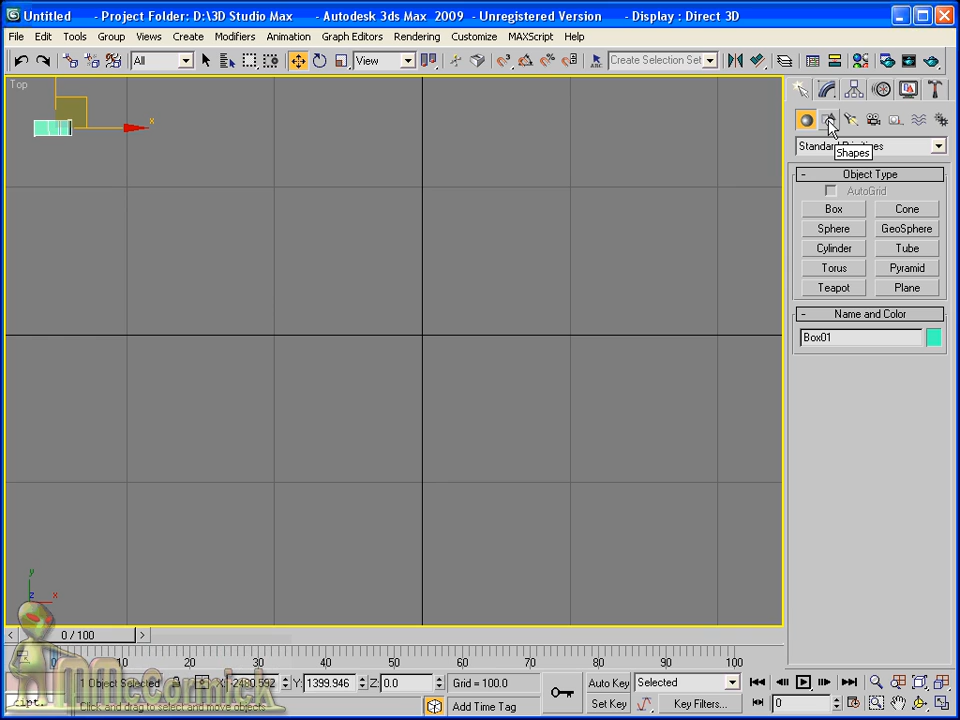 Untitled - Project Folder: D:\3D Studio Max - Autodesk 3ds Max 2009 - Unregistered Version - Display : Direct 3D
File Edit Tools Group Views Create Modifiers Animation Graph Editors Rendering Customize MAXScript Help
All View Create Selection Set
Top
x
Shapes
Object Type
AutoGrid
Box Cone
Sphere GeoSphere
Cylinder Tube
Torus Pyramid
Teapot Plane
Name and Color
Box01
y
z x
0 / 100
10 20 30 40 50 60 70 80 90 100
1 Object Selected X: -2480.592 Y: 1399.946 Z: 0.0 Grid = 100.0 Auto Key Selected
MMcCormick
Click and drag to select and move objects Add Time Tag Set Key Key Filters... 0